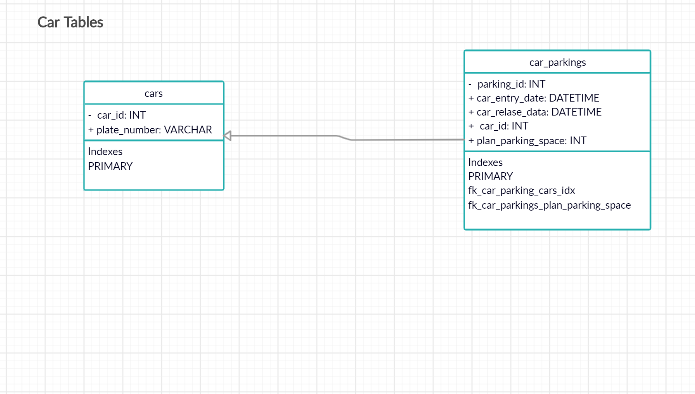 Car Tables
cars
- car_id: INT
+ plate_number: VARCHAR
Indexes
PRIMARY
car_parkings
- parking_id: INT
+ car_entry_date: DATETIME
+ car_relase_data: DATETIME
+ car_id: INT
+ plan_parking_space: INT
Indexes
PRIMARY
fk_car_parking_cars_idx
fk_car_parkings_plan_parking_space